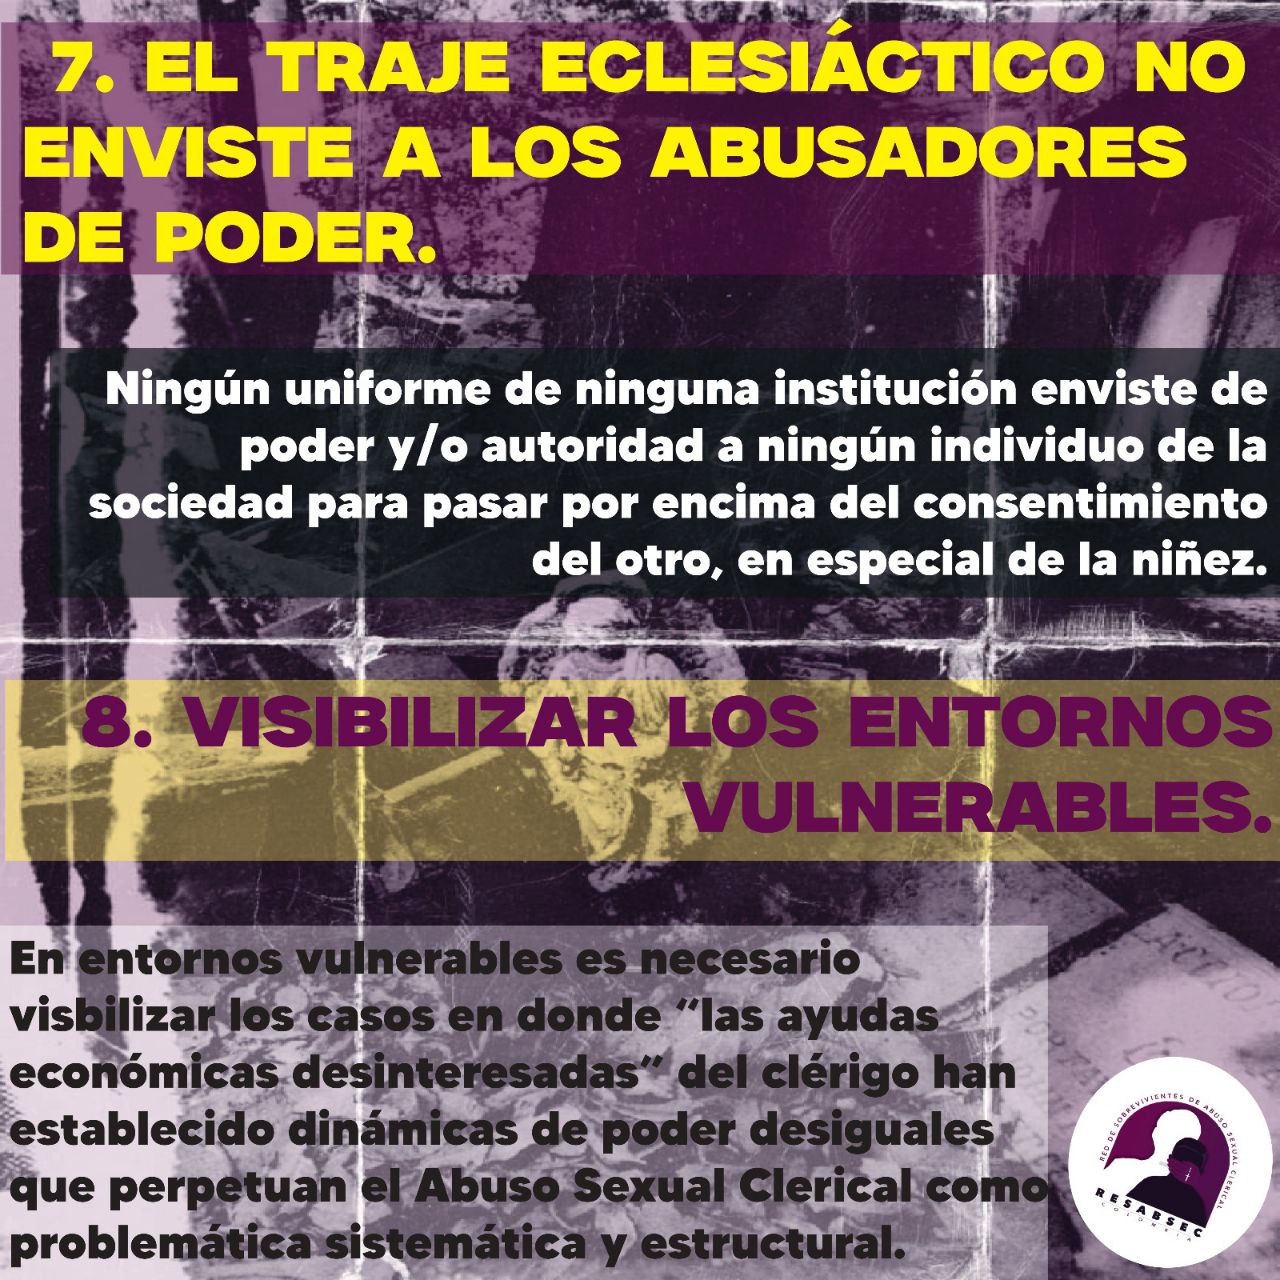 7. EL TRAJE ECLESIÁCTICO NO
ENVISTE A LOS ABUSADORES
DE PODER.
Ningún uniforme de ninguna institución enviste de
poder y/o autoridad a ningún individuo de la
sociedad para pasar por encima del consentimiento
del otro, en especial de la niñez.
8. VISIBILIZAR LOS ENTORNOS
VULNERABLES.
En entornos vulnerables es necesario
visbilizar los casos en donde “las ayudas
económicas desinteresadas” del clérigo han
establecido dinámicas de poder desiguales
que perpetuan el Abuso Sexual Clerical como
problemática sistemática y estructural.
RED DE SOBREVIVIENTES DE ABUSO SEXUAL CLERICAL
RESABSEC
COLOMBIA